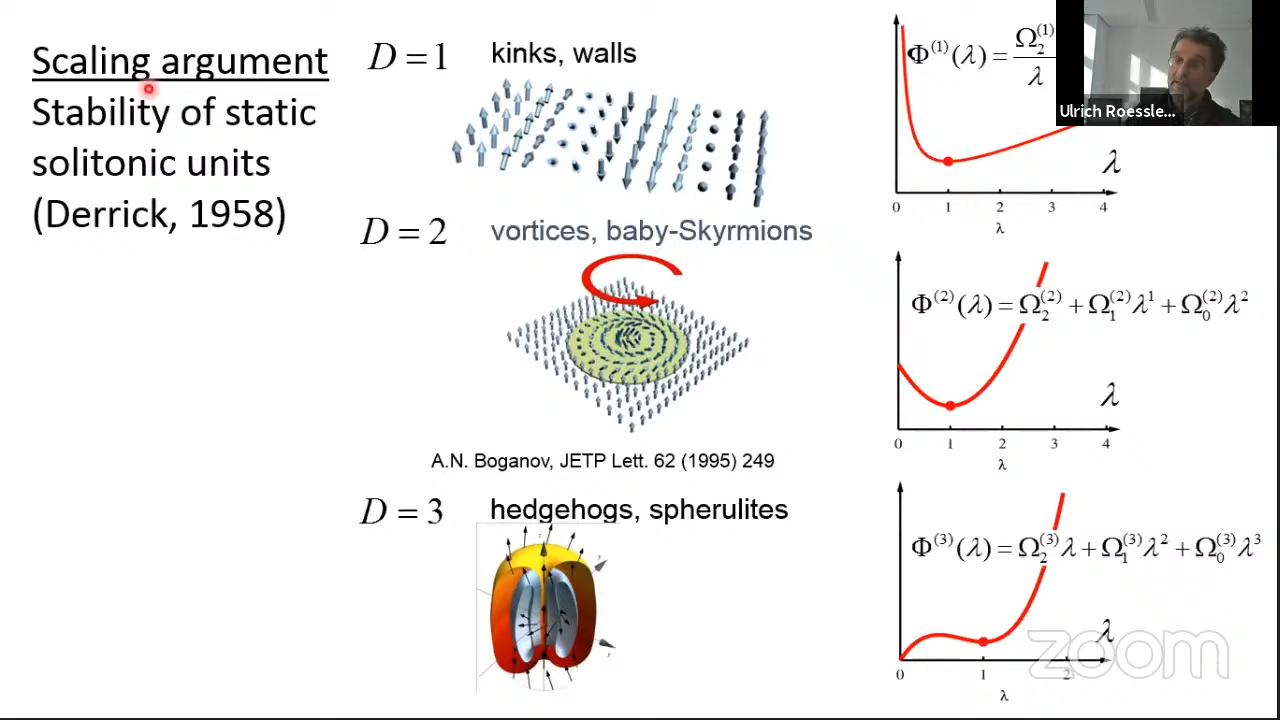 Scaling argument
Stability of static
solitonic units
(Derrick, 1958)
D = 1 kinks, walls
Φ⁽¹⁾(λ) = Ω₂⁽¹⁾/λ
Ulrich Roessle...
λ
0 1 2 3 4
λ
D = 2 vortices, baby-Skyrmions
Φ⁽²⁾(λ) = Ω₂⁽²⁾ + Ω₁⁽²⁾λ¹ + Ω₀⁽²⁾λ²
λ
0 1 2 3 4
λ
A.N. Boganov, JETP Lett. 62 (1995) 249
D = 3 hedgehogs, spherulites
Φ⁽³⁾(λ) = Ω₂⁽³⁾λ + Ω₁⁽³⁾λ² + Ω₀⁽³⁾λ³
λ
0 1 2
λ
zoom